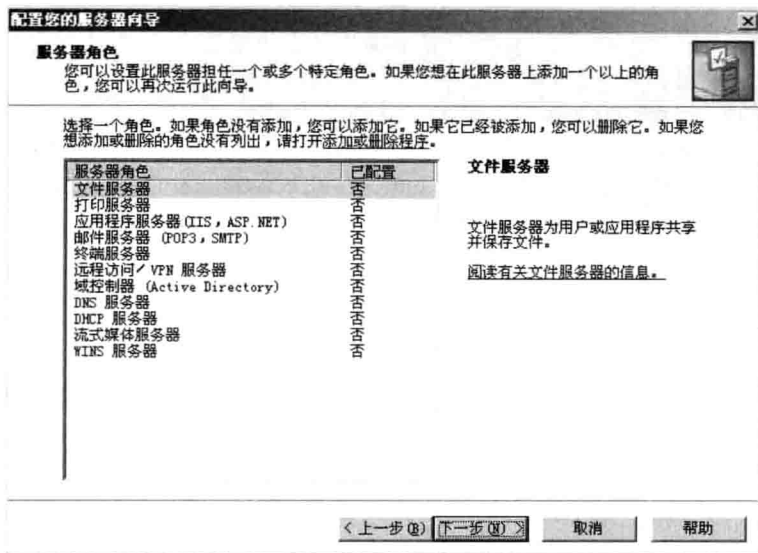 配置您的服务器向导
服务器角色
您可以设置此服务器担任一个或多个特定角色。如果您想在此服务器上添加一个以上的角
色，您可以再次运行此向导。
选择一个角色。如果角色没有添加，您可以添加它。如果它已经被添加，您可以删除它。如果您
想添加或删除的角色没有列出，请打开添加或删除程序。
服务器角色 已配置
文件服务器 否
打印服务器 否
应用程序服务器(IIS，ASP.NET) 否
邮件服务器 (POP3，SMTP) 否
终端服务器 否
远程访问/VPN 服务器 否
域控制器 (Active Directory) 否
DNS 服务器 否
DHCP 服务器 否
流式媒体服务器 否
WINS 服务器 否
文件服务器
文件服务器为用户或应用程序共享
并保存文件。
阅读有关文件服务器的信息。
<上一步(B) 下一步(N)> 取消 帮助